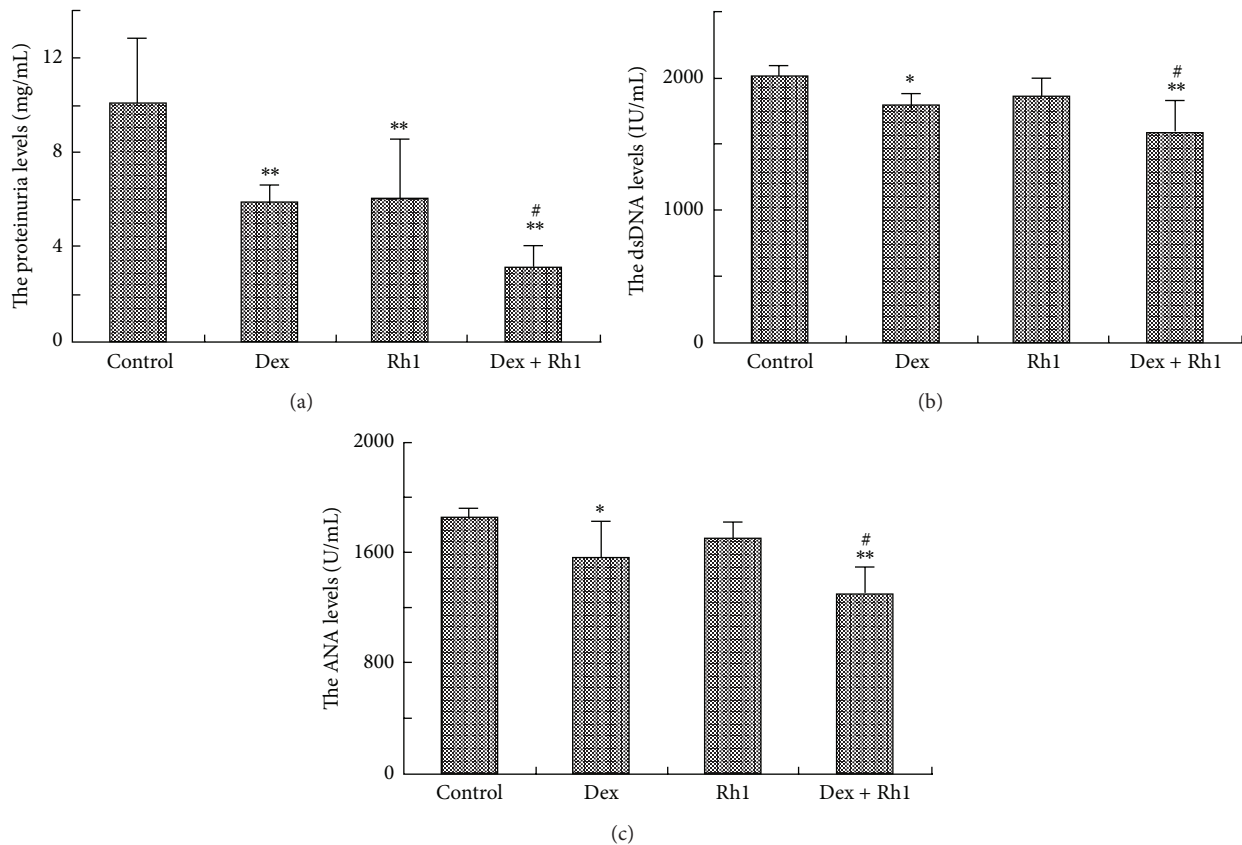 The proteinuria levels (mg/mL)
12
8
4
0
**
**
#
**
Control Dex Rh1 Dex + Rh1
(a)
The dsDNA levels (IU/mL)
2000
1000
0
*
#
**
Control Dex Rh1 Dex + Rh1
(b)
The ANA levels (U/mL)
2000
1600
800
0
*
#
**
Control Dex Rh1 Dex + Rh1
(c)